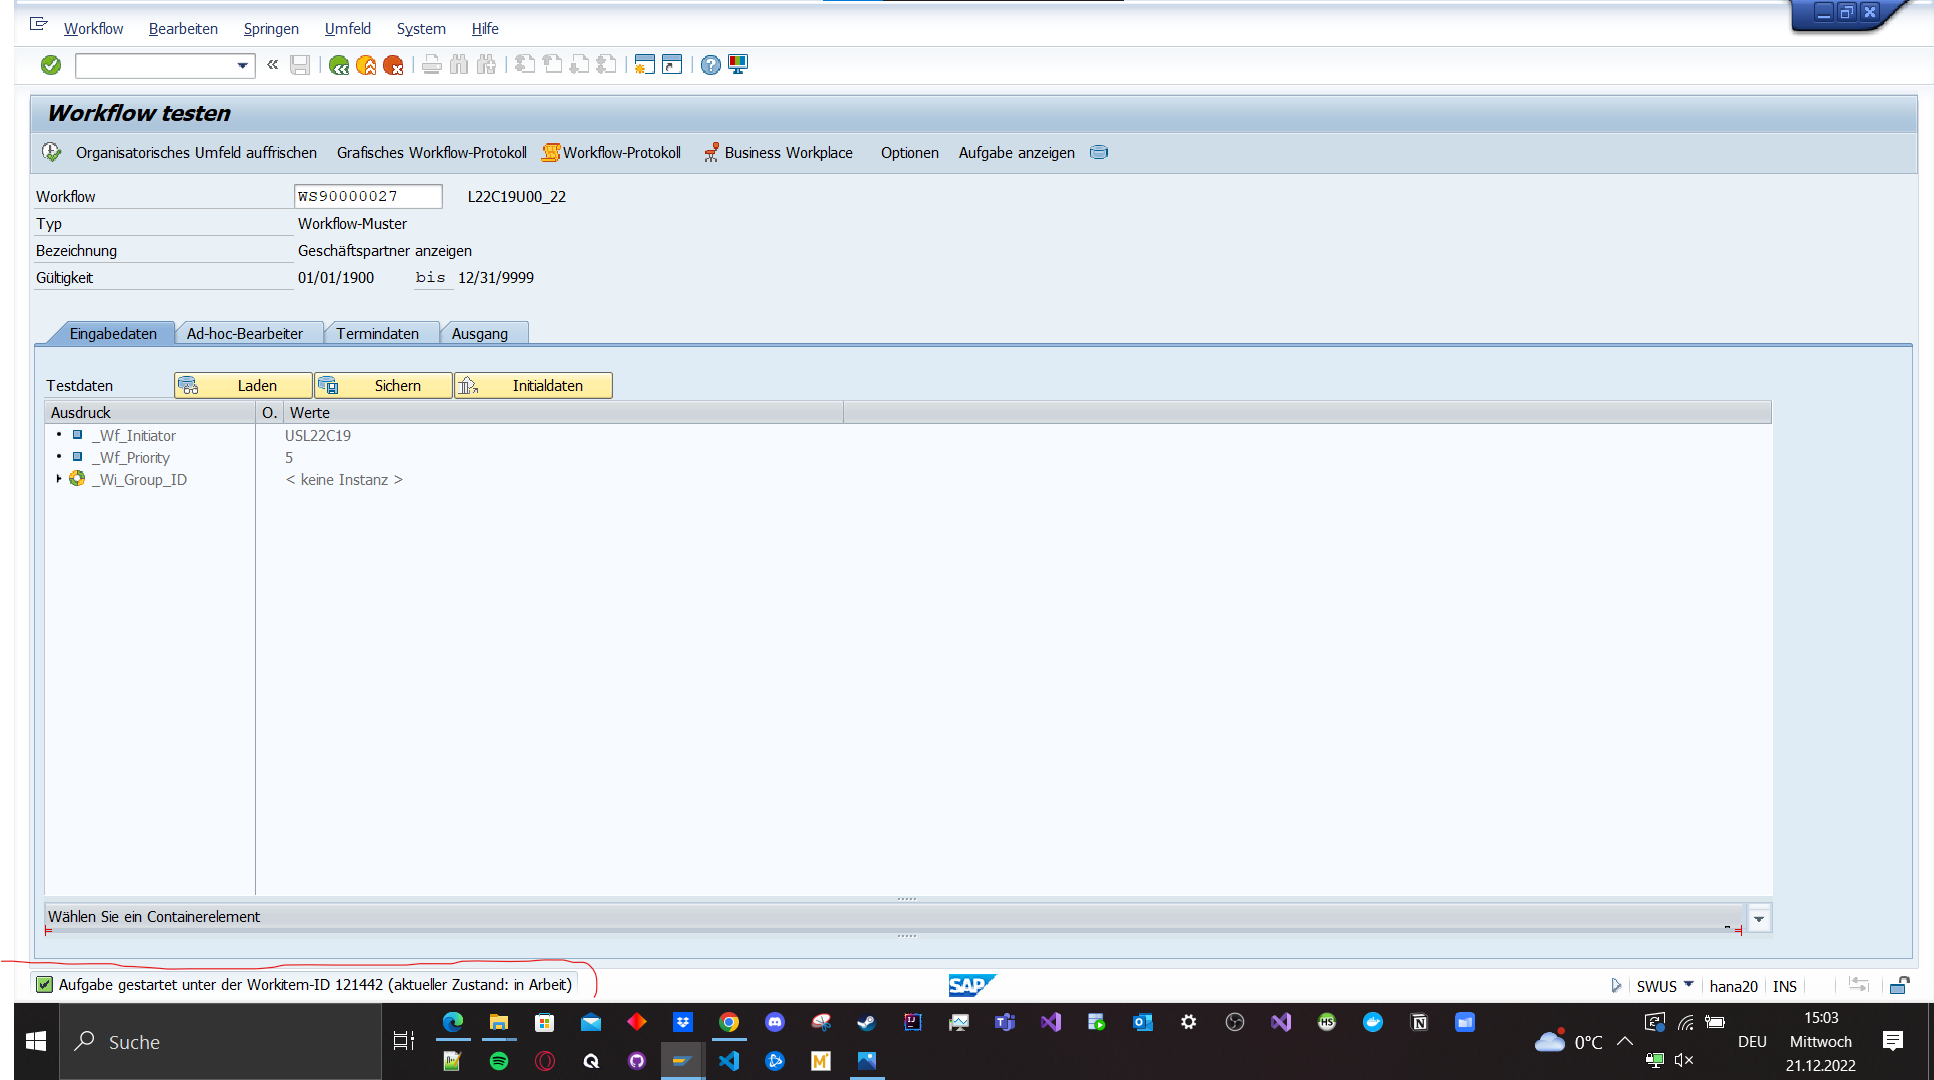 Workflow Bearbeiten Springen Umfeld System Hilfe
Workflow testen
Organisatorisches Umfeld auffrischen Grafisches Workflow-Protokoll Workflow-Protokoll Business Workplace Optionen Aufgabe anzeigen
Workflow WS90000027 L22C19U00_22
Typ Workflow-Muster
Bezeichnung Geschäftspartner anzeigen
Gültigkeit 01/01/1900 bis 12/31/9999
Eingabedaten Ad-hoc-Bearbeiter Termindaten Ausgang
Testdaten Laden Sichern Initialdaten
Ausdruck O. Werte
_Wf_Initiator USL22C19
_Wf_Priority 5
_Wi_Group_ID < keine Instanz >
Wählen Sie ein Containerelement
Aufgabe gestartet unter der Workitem-ID 121442 (aktueller Zustand: in Arbeit) SAP SWUS hana20 INS
Suche
0°C
DEU
15:03
Mittwoch
21.12.2022